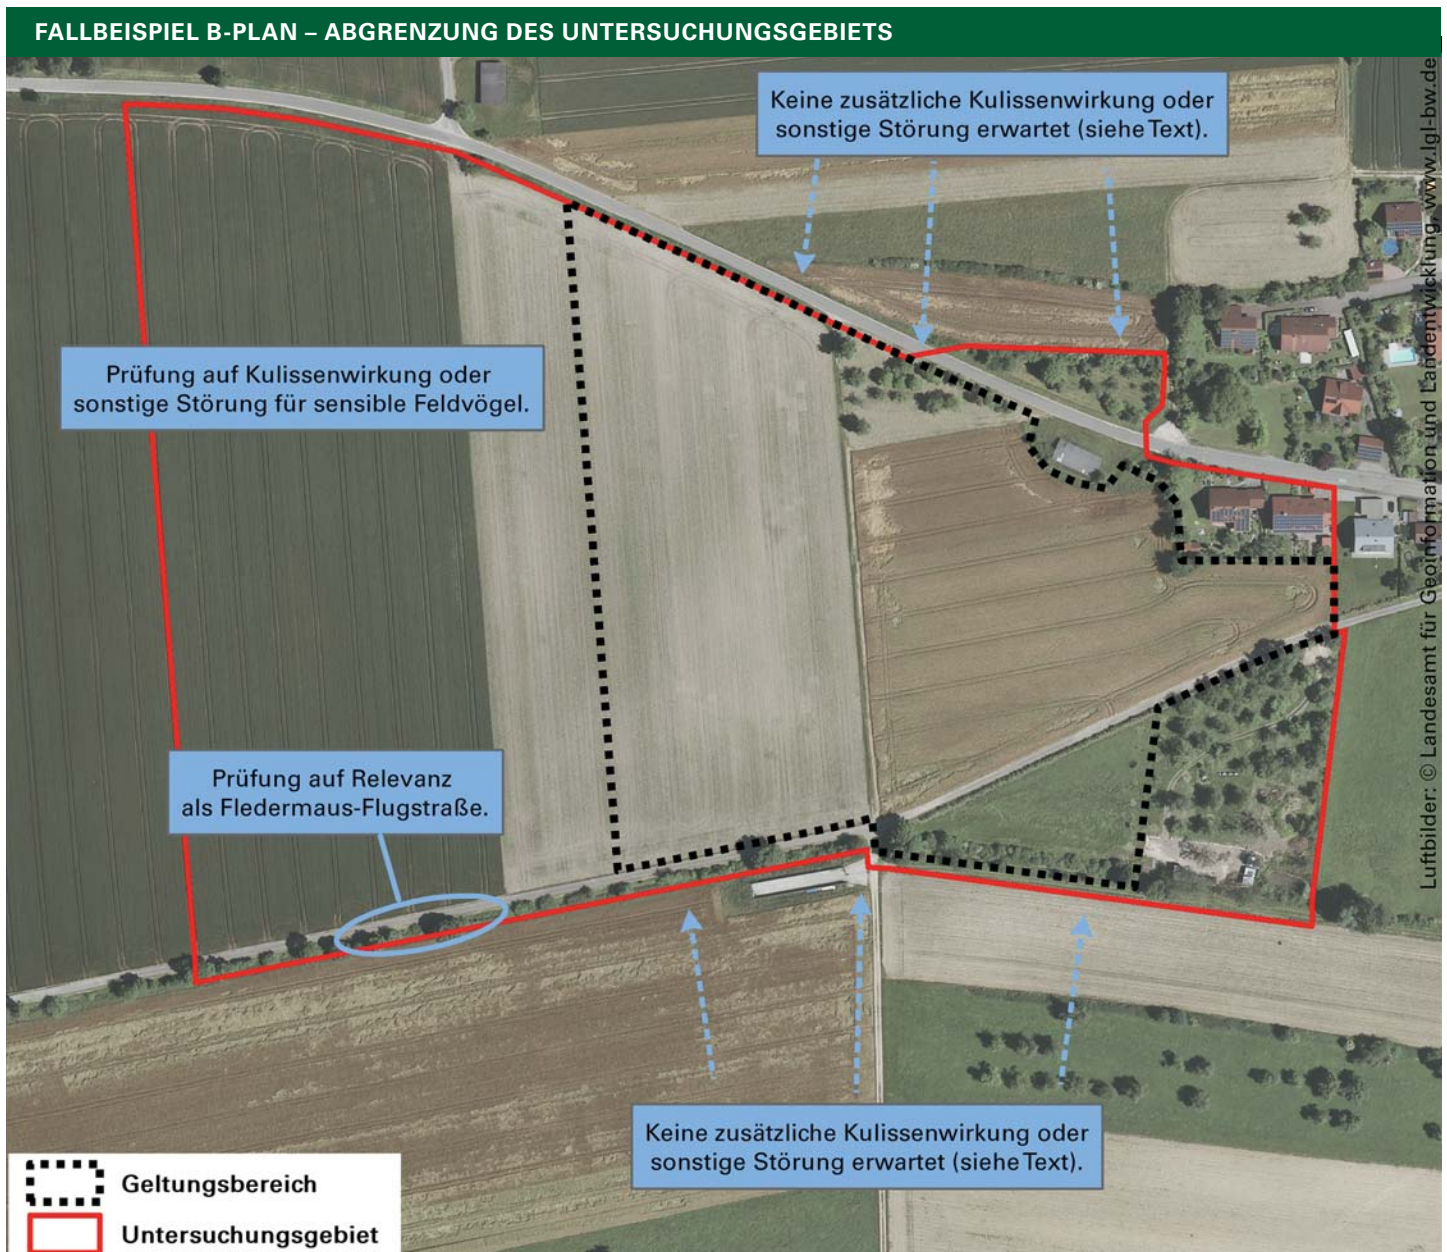 FALLBEISPIEL B-PLAN – ABGRENZUNG DES UNTERSUCHUNGSGEBIETS
Keine zusätzliche Kulissenwirkung oder
sonstige Störung erwartet (siehe Text).
Prüfung auf Kulissenwirkung oder
sonstige Störung für sensible Feldvögel.
Prüfung auf Relevanz
als Fledermaus-Flugstraße.
Keine zusätzliche Kulissenwirkung oder
sonstige Störung erwartet (siehe Text).
Geltungsbereich
Untersuchungsgebiet
Luftbilder: © Landesamt für Geoinformation und Landentwicklung, www.lgl-bw.de